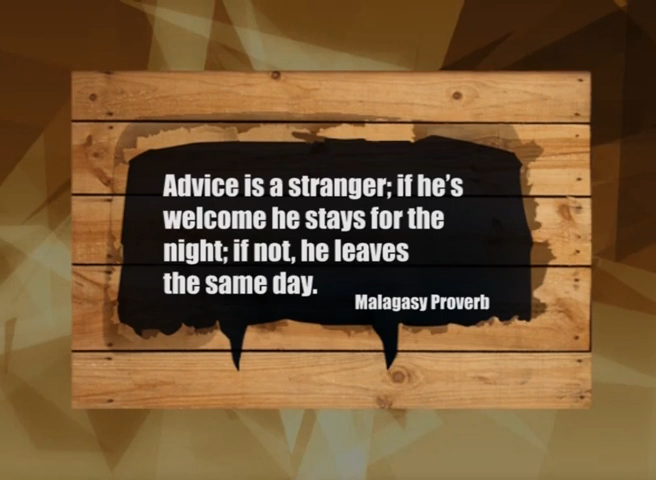 Advice is a stranger; if he's
welcome he stays for the
night; if not, he leaves
the same day.
Malagasy Proverb